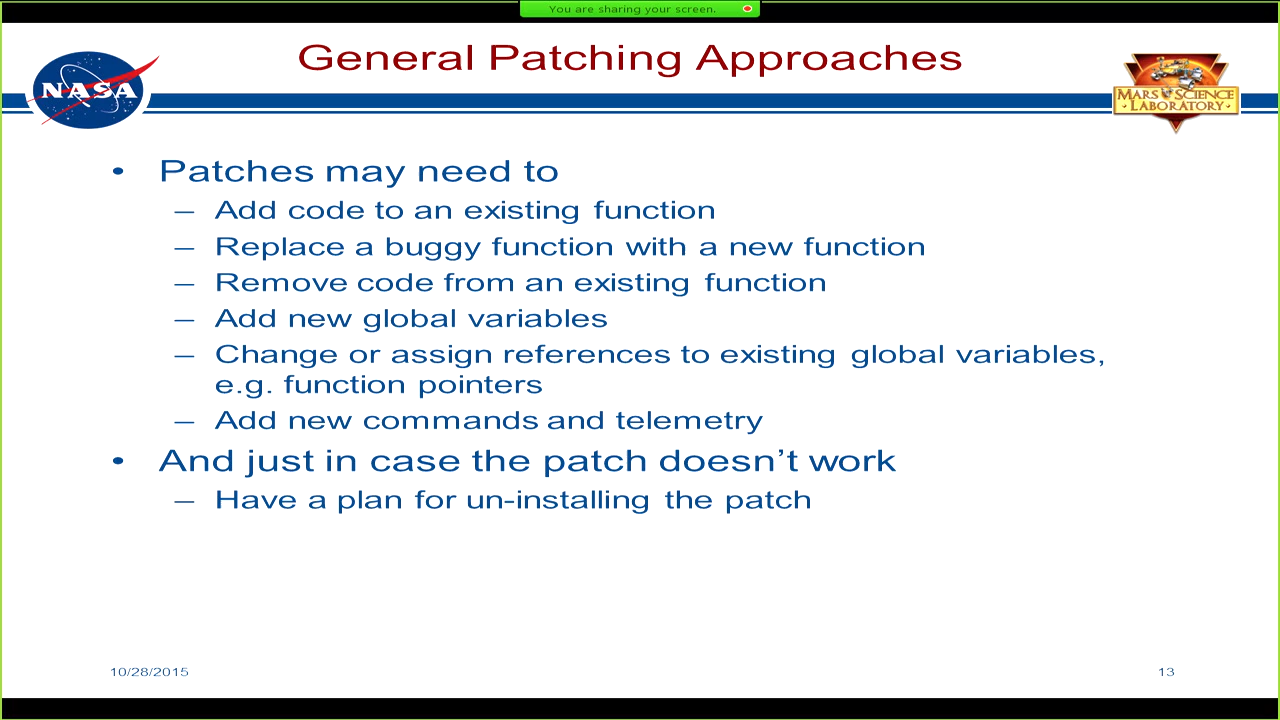 You are sharing your screen.
General Patching Approaches
NASA
MARS SCIENCE
LABORATORY
• Patches may need to
– Add code to an existing function
– Replace a buggy function with a new function
– Remove code from an existing function
– Add new global variables
– Change or assign references to existing global variables,
e.g. function pointers
– Add new commands and telemetry
• And just in case the patch doesn’t work
– Have a plan for un-installing the patch
10/28/2015
13